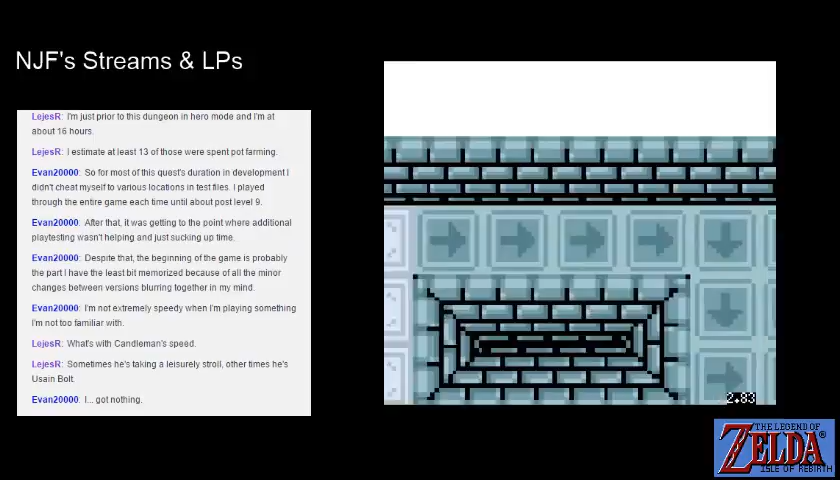 NJF's Streams & LPs
LejesR: I'm just prior to this dungeon in hero mode and I'm at
about 16 hours.
LejesR: I estimate at least 13 of those were spent pot farming.
Evan20000: So for most of this quest's duration in development I
didn't cheat myself to various locations in test files. I played
through the entire game each time until about post level 9.
Evan20000: After that, it was getting to the point where additional
playtesting wasn't helping and just sucking up time.
Evan20000: Despite that, the beginning of the game is probably
the part I have the least bit memorized because of all the minor
changes between versions blurring together in my mind.
Evan20000: I'm not extremely speedy when I'm playing something
I'm not too familiar with.
LejesR: What's with Candleman's speed.
LejesR: Sometimes he's taking a leisurely stroll, other times he's
Usain Bolt.
Evan20000: I... got nothing.
2.83
THE LEGEND OF
ZELDA®
ISLE OF REBIRTH